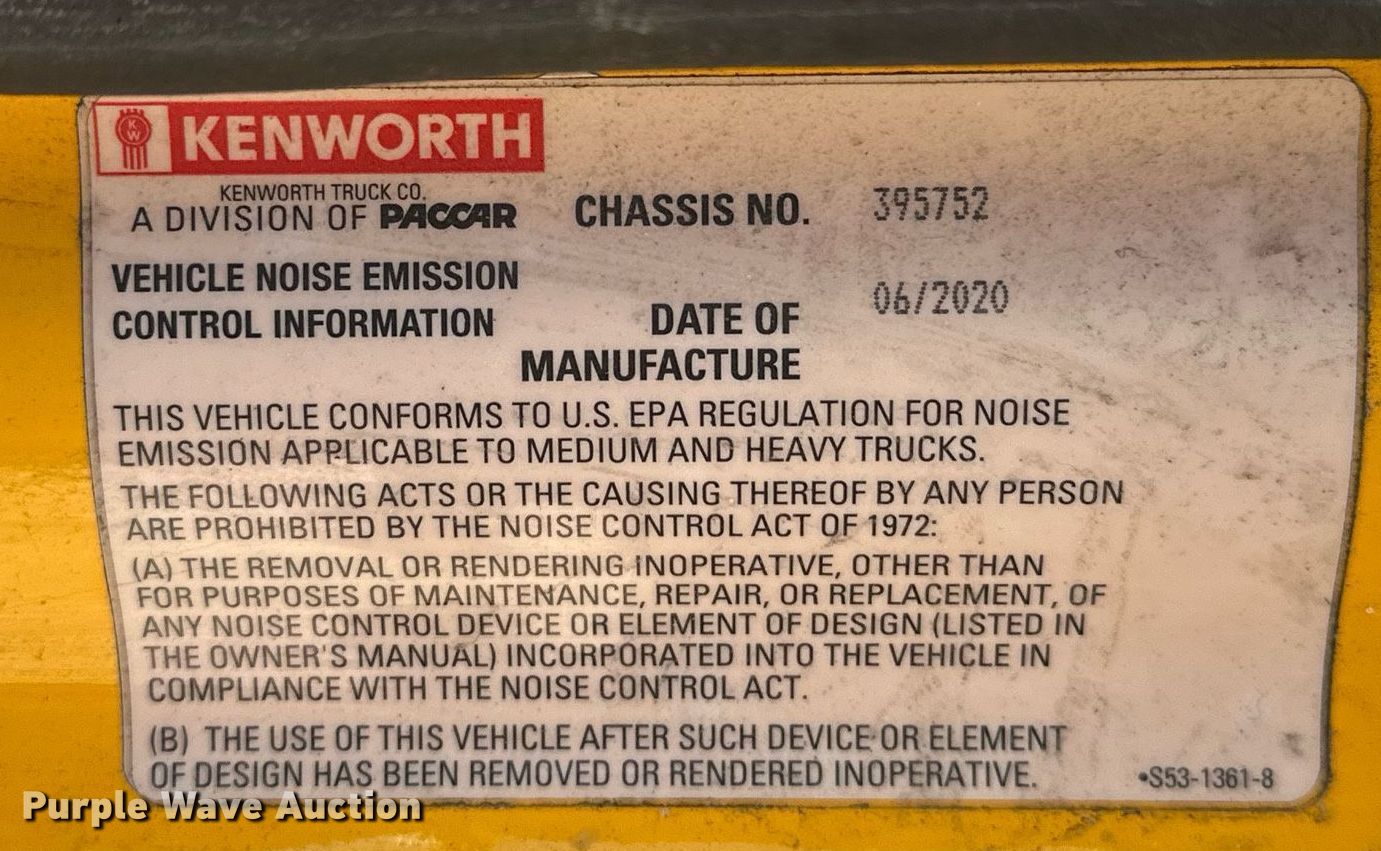 KW KENWORTH
KENWORTH TRUCK CO.
A DIVISION OF PACCAR
CHASSIS NO. 395752
VEHICLE NOISE EMISSION
CONTROL INFORMATION
DATE OF 06/2020
MANUFACTURE
THIS VEHICLE CONFORMS TO U.S. EPA REGULATION FOR NOISE
EMISSION APPLICABLE TO MEDIUM AND HEAVY TRUCKS.
THE FOLLOWING ACTS OR THE CAUSING THEREOF BY ANY PERSON
ARE PROHIBITED BY THE NOISE CONTROL ACT OF 1972:
(A) THE REMOVAL OR RENDERING INOPERATIVE, OTHER THAN
FOR PURPOSES OF MAINTENANCE, REPAIR, OR REPLACEMENT, OF
ANY NOISE CONTROL DEVICE OR ELEMENT OF DESIGN (LISTED IN
THE OWNER'S MANUAL) INCORPORATED INTO THE VEHICLE IN
COMPLIANCE WITH THE NOISE CONTROL ACT.
(B) THE USE OF THIS VEHICLE AFTER SUCH DEVICE OR ELEMENT
OF DESIGN HAS BEEN REMOVED OR RENDERED INOPERATIVE.
•S53-1361-8
Purple Wave Auction